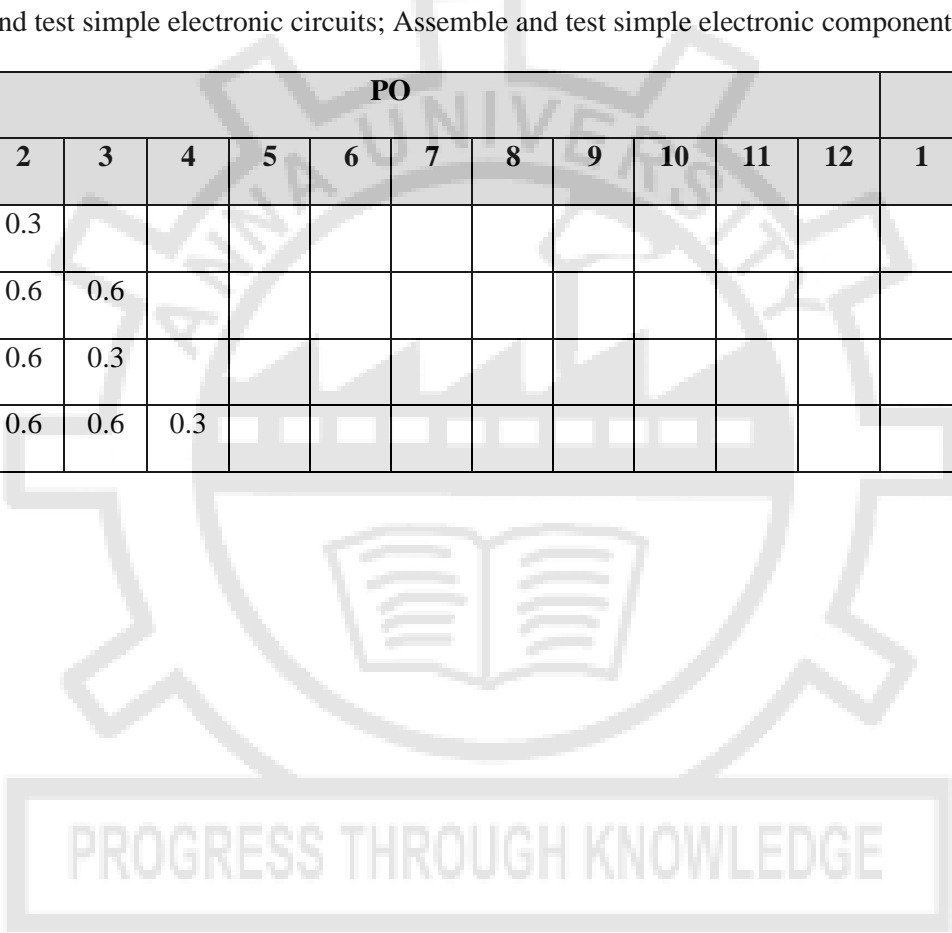 nd test simple electronic circuits; Assemble and test simple electronic component
PO
2 3 4 5 6 7 8 9 10 11 12 1
0.3
0.6 0.6
0.6 0.3
0.6 0.6 0.3
ANNA UNIVERSITY
PROGRESS THROUGH KNOWLEDGE